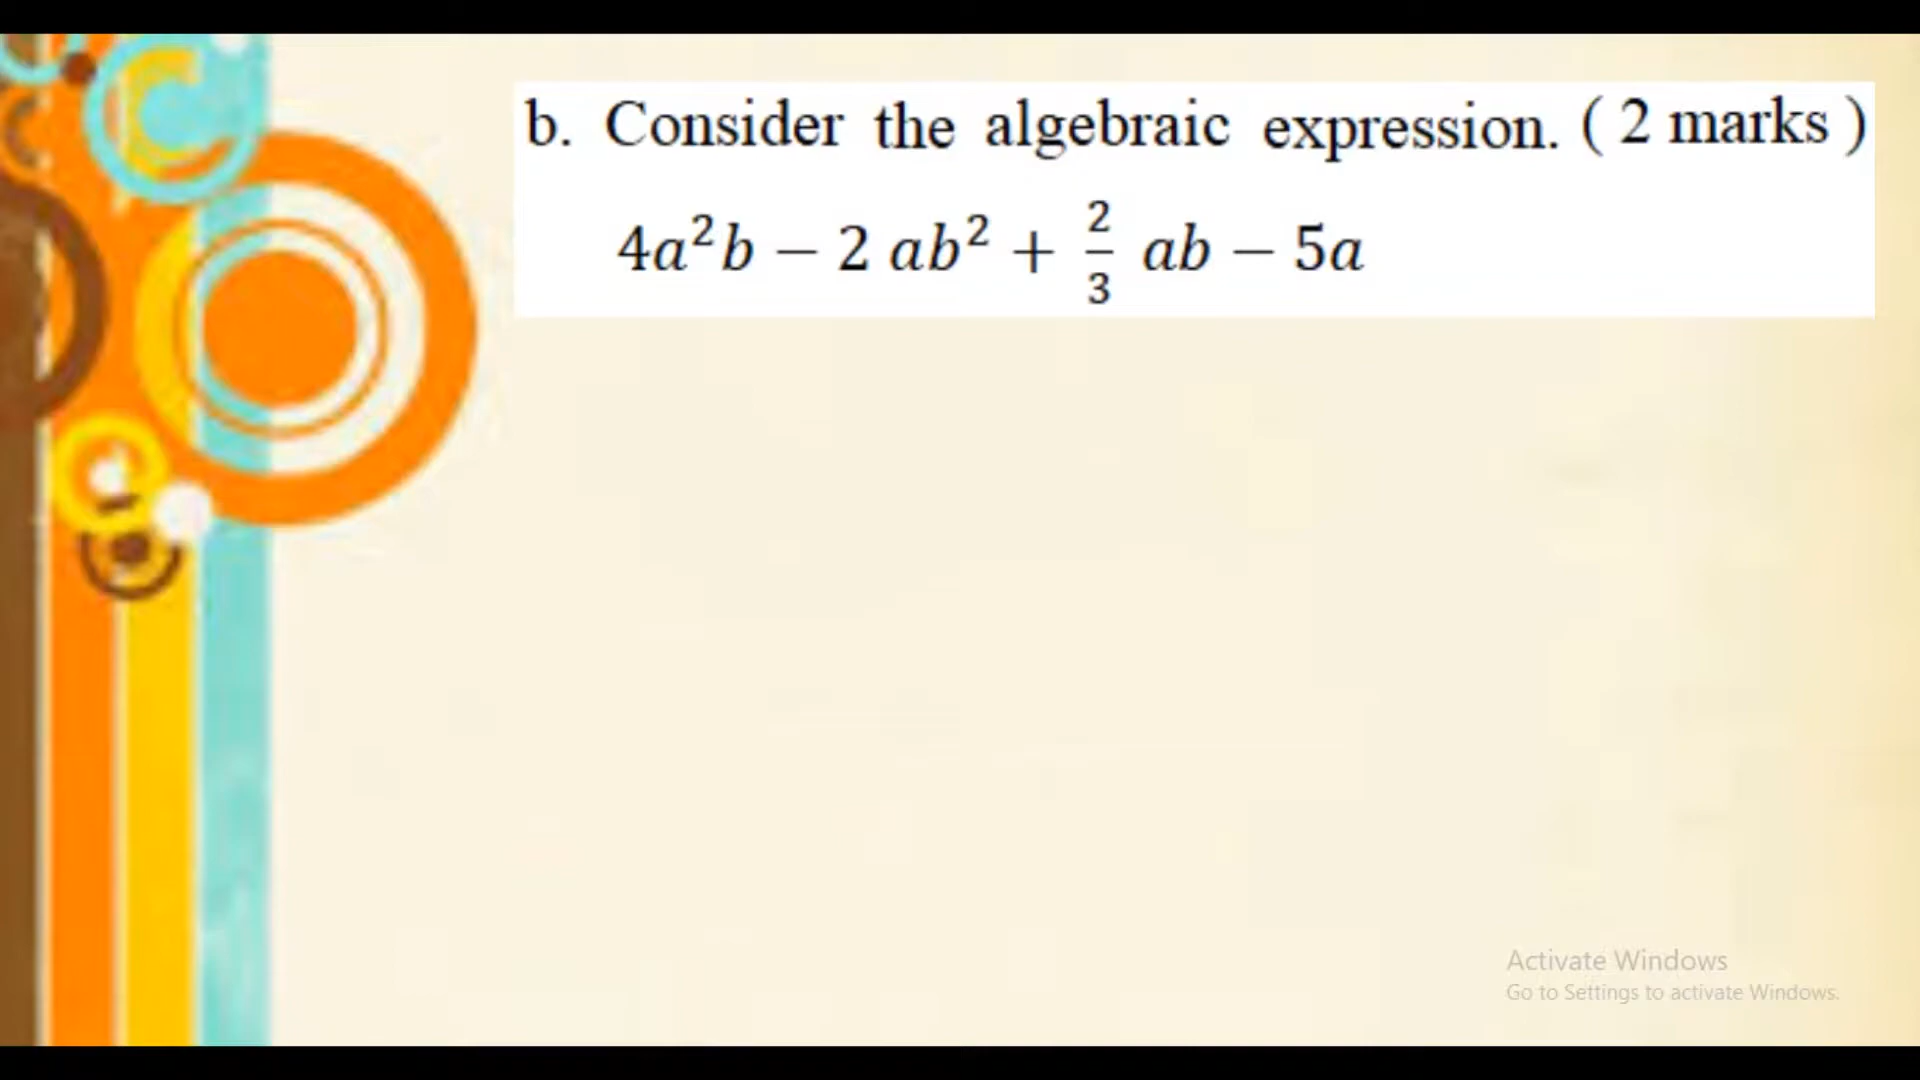 b. Consider the algebraic expression. ( 2 marks )
4a²b − 2 ab² + 2/3 ab − 5a
Activate Windows
Go to Settings to activate Windows.